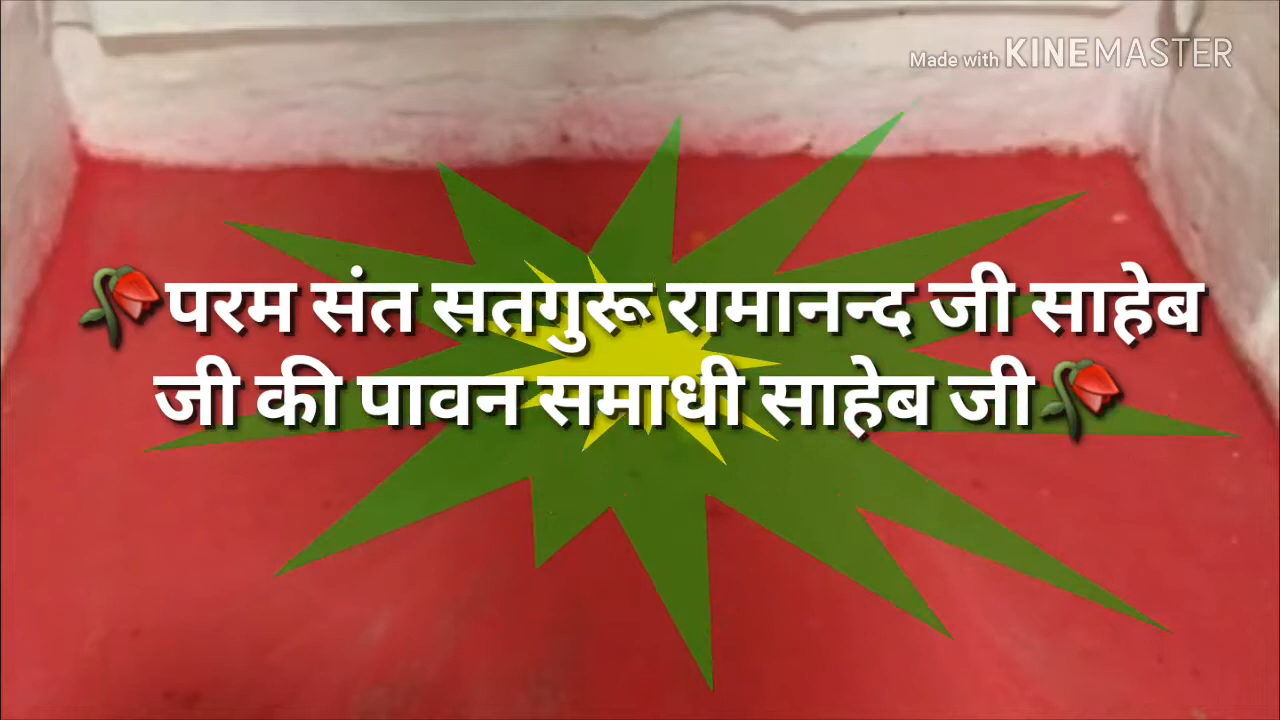 Made with KINEMASTER
🥀परम संत सतगुरू रामानन्द जी साहेब
जी की पावन समाधी साहेब जी🥀